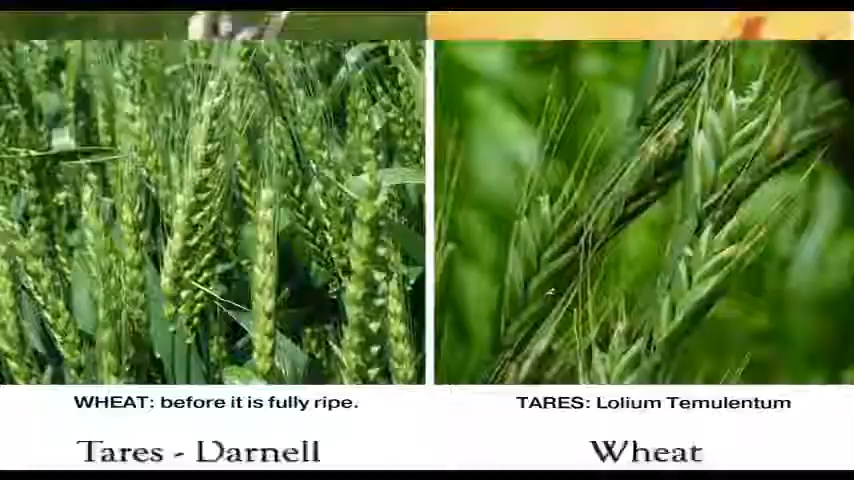 WHEAT: before it is fully ripe.
TARES: Lolium Temulentum
Tares - Darnell
Wheat